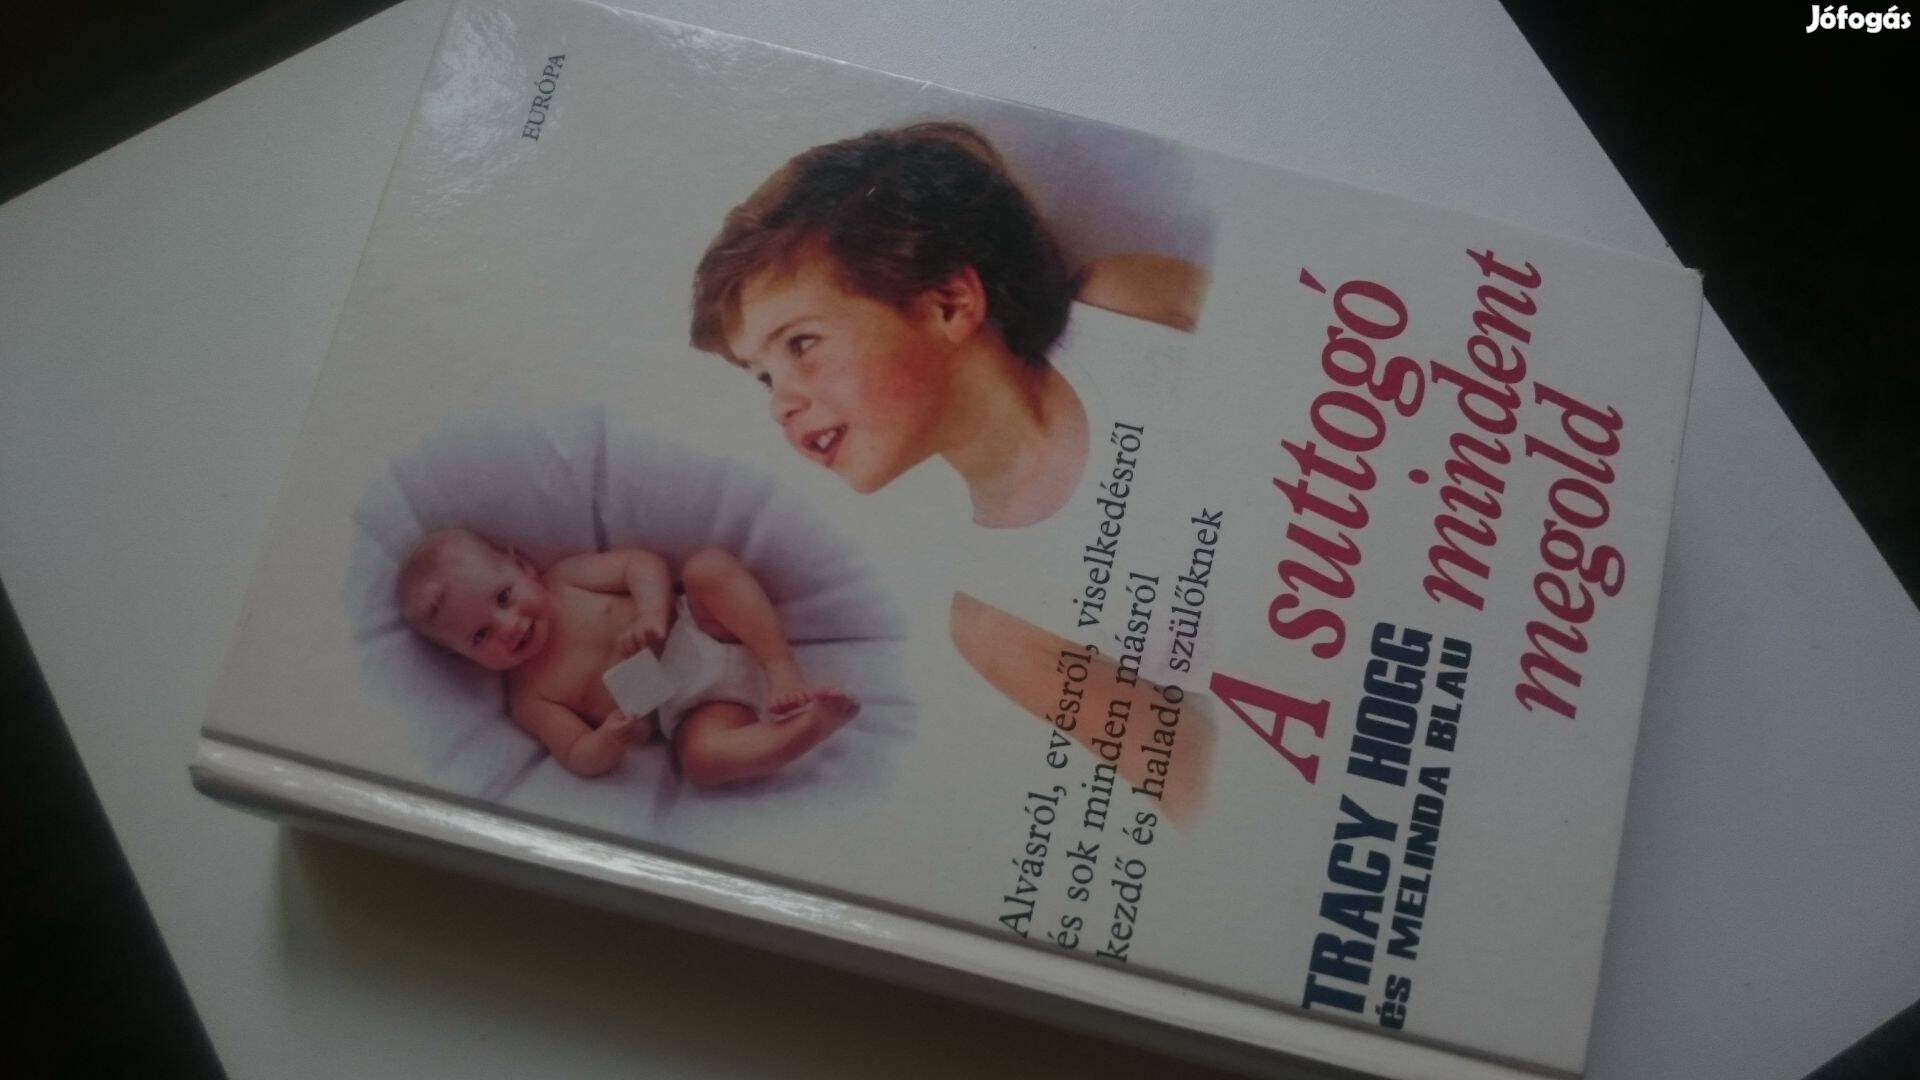 Jófogás
TRACY HOGG
és MELINDA BLAU
A suttogó
mindent
megold
Alvásról, evésről, viselkedésről
és sok minden másról
kezdő és haladó szülőknek
EURÓPA